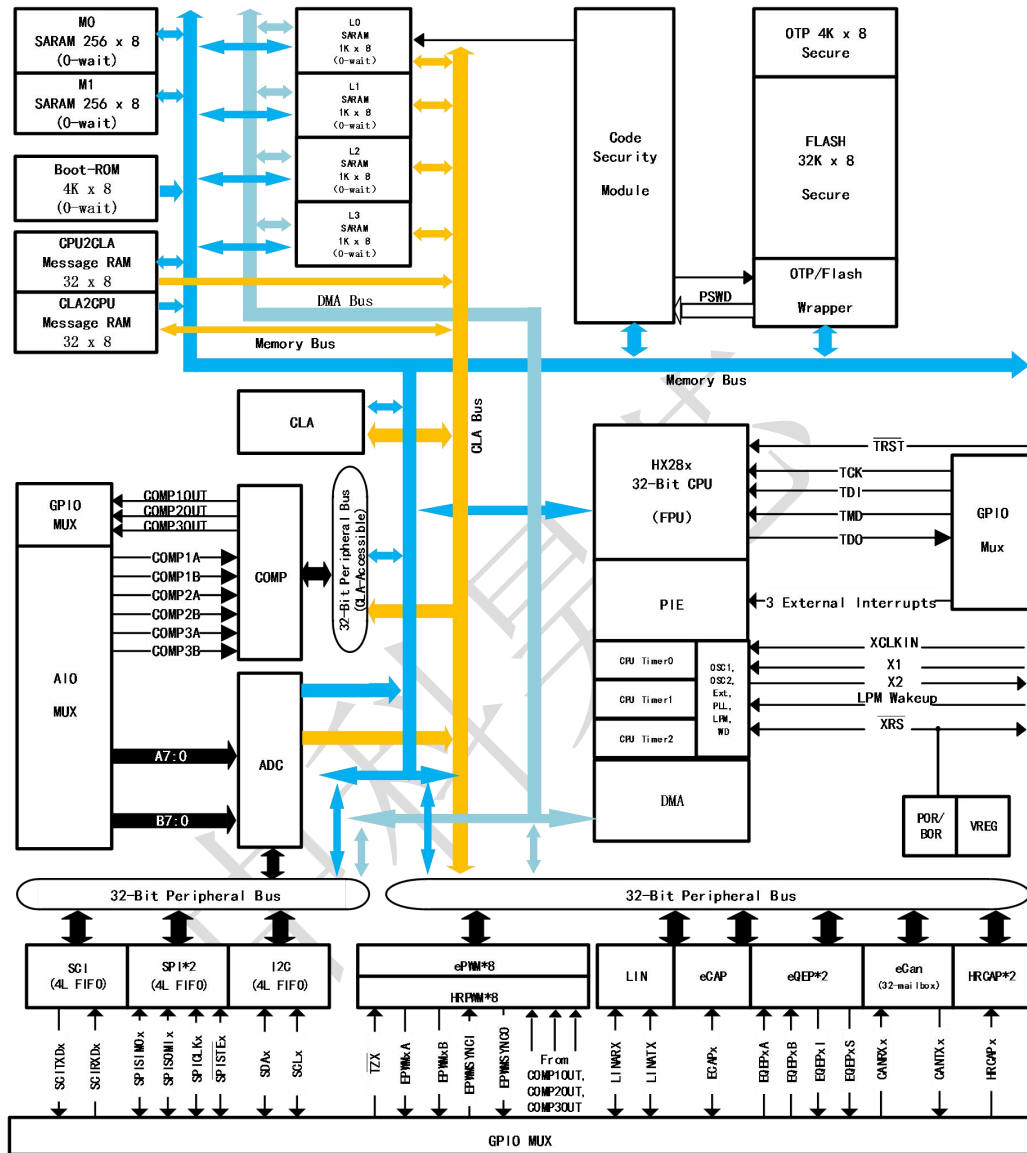 M0
SARAM 256 x 8
(0-wait)
M1
SARAM 256 x 8
(0-wait)
Boot-ROM
4K x 8
(0-wait)
CPU2CLA
Message RAM
32 x 8
CLA2CPU
Message RAM
32 x 8
L0
SARAM
1K x 8
(0-wait)
L1
SARAM
1K x 8
(0-wait)
L2
SARAM
1K x 8
(0-wait)
L3
SARAM
1K x 8
(0-wait)
DMA Bus
Memory Bus
Code
Security
Module
OTP 4K x 8
Secure
FLASH
32K x 8
Secure
OTP/Flash
Wrapper
PSWD
Memory Bus
CLA Bus
CLA
GPIO
MUX
COMP1OUT
COMP2OUT
COMP3OUT
COMP1A
COMP1B
COMP2A
COMP2B
COMP3A
COMP3B
COMP
32-Bit Peripheral Bus
(CLA-Accessible)
AIO
MUX
A7:0
B7:0
ADC
HX28x
32-Bit CPU
(FPU)
PIE
CPU Timer0
CPU Timer1
CPU Timer2
OSC1,
OSC2,
Ext,
PLL,
LPM,
WD
DMA
TRST
TCK
TDI
TMD
TDO
GPIO
Mux
3 External Interrupts
XCLKIN
X1
X2
LPM Wakeup
XRS
POR/
BOR
VREG
32-Bit Peripheral Bus
32-Bit Peripheral Bus
SCI
(4L FIFO)
SPI*2
(4L FIFO)
I2C
(4L FIFO)
ePWM*8
HRPWM*8
LIN
eCAP
eQEP*2
eCan
(32-mailbox)
HRCAP*2
SCITXDx
SCIRXDx
SPISIMOx
SPISOMIx
SPICLKx
SPISTEx
SDAx
SCLx
TZX
EPWMxA
EPWMxB
EPWMSYNCI
EPWMSYNCO
From
COMP1OUT,
COMP2OUT,
COMP3OUT
LINARX
LINATX
ECAPx
EQEPxA
EQEPxB
EQEPxI
EQEPxS
CANRXx
CANTXx
HRCAPx
GPIO MUX